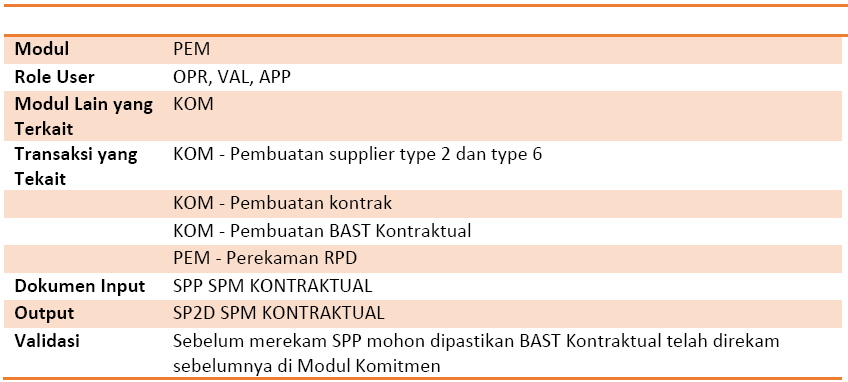 Modul PEM
Role User OPR, VAL, APP
Modul Lain yang KOM
Terkait
Transaksi yang KOM - Pembuatan supplier type 2 dan type 6
Tekait
KOM - Pembuatan kontrak
KOM - Pembuatan BAST Kontraktual
PEM - Perekaman RPD
Dokumen Input SPP SPM KONTRAKTUAL
Output SP2D SPM KONTRAKTUAL
Validasi Sebelum merekam SPP mohon dipastikan BAST Kontraktual telah direkam
sebelumnya di Modul Komitmen